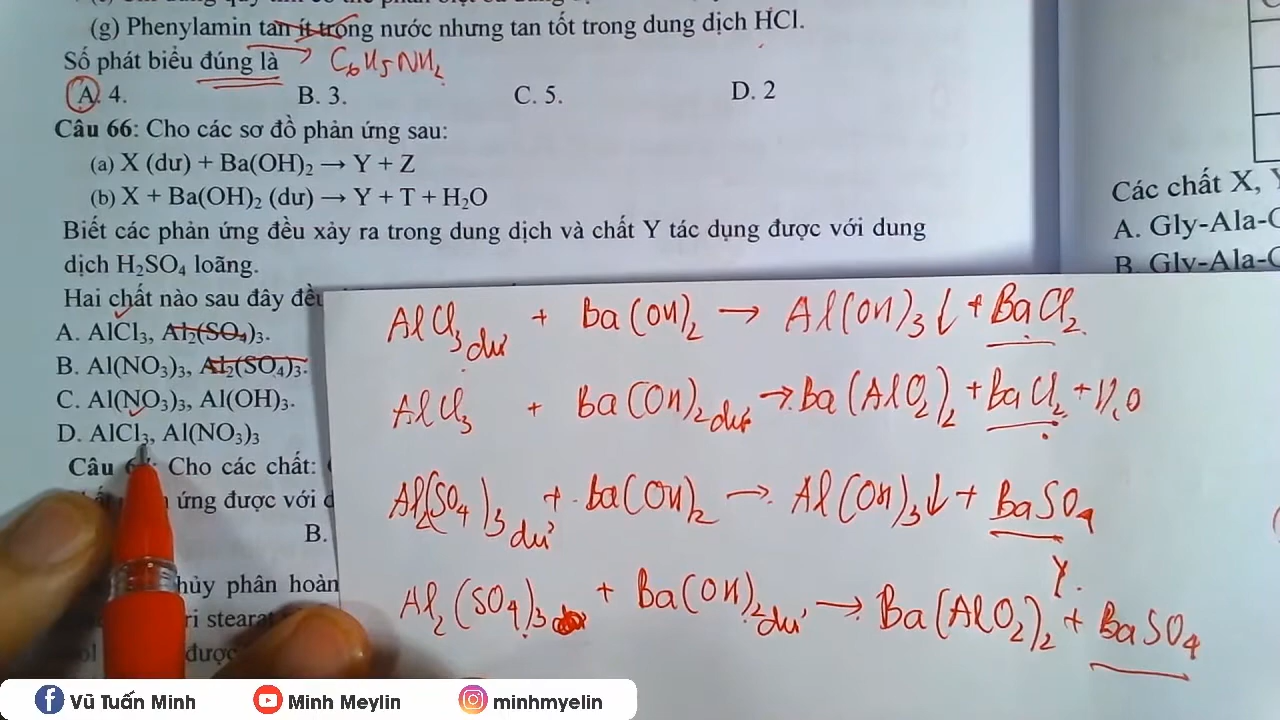 (g) Phenylamin tan ít trong nước nhưng tan tốt trong dung dịch HCl.
Số phát biểu đúng là → C₆H₅NH₂
A. 4. B. 3. C. 5. D. 2
Câu 66: Cho các sơ đồ phản ứng sau:
(a) X (dư) + Ba(OH)₂ → Y + Z
(b) X + Ba(OH)₂ (dư) → Y + T + H₂O
Biết các phản ứng đều xảy ra trong dung dịch và chất Y tác dụng được với dung
dịch H₂SO₄ loãng.
Hai chất nào sau đây đều
A. AlCl₃, Al₂(SO₄)₃.
B. Al(NO₃)₃, Al₂(SO₄)₃.
C. Al(NO₃)₃, Al(OH)₃.
D. AlCl₃, Al(NO₃)₃
Câu Cho các chất:
ứng được với d
B.
hủy phân hoàn
ri stearat
được
AlCl₃ dư + Ba(OH)₂ → Al(OH)₃↓ + BaCl₂
AlCl₃ + Ba(OH)₂ dư → Ba(AlO₂)₂ + BaCl₂ + H₂O
Al₂(SO₄)₃ dư + Ba(OH)₂ → Al(OH)₃↓ + BaSO₄
Y.
Al₂(SO₄)₃ + Ba(OH)₂ dư → Ba(AlO₂)₂ + BaSO₄
Các chất X, Y
A. Gly-Ala-G
B. Gly-Ala-G
Vũ Tuấn Minh Minh Meylin minhmyelin